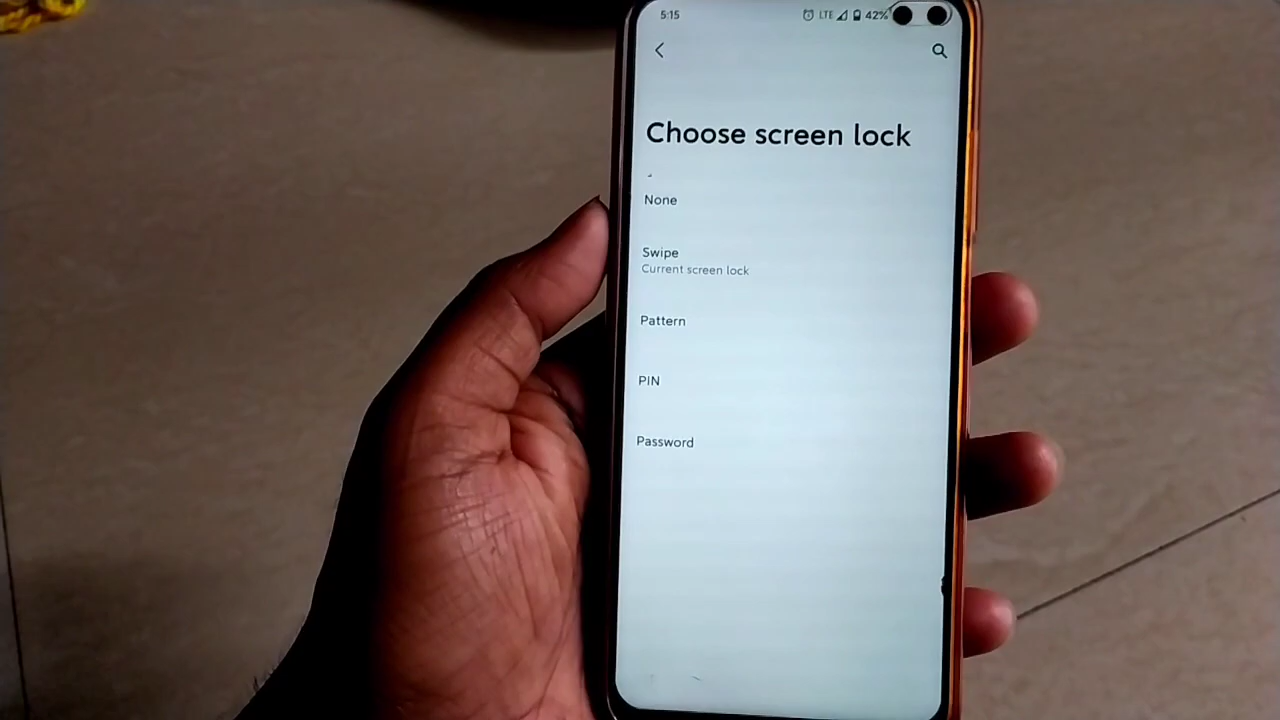 5:15 LTE 42%
Choose screen lock
None
Swipe
Current screen lock
Pattern
PIN
Password